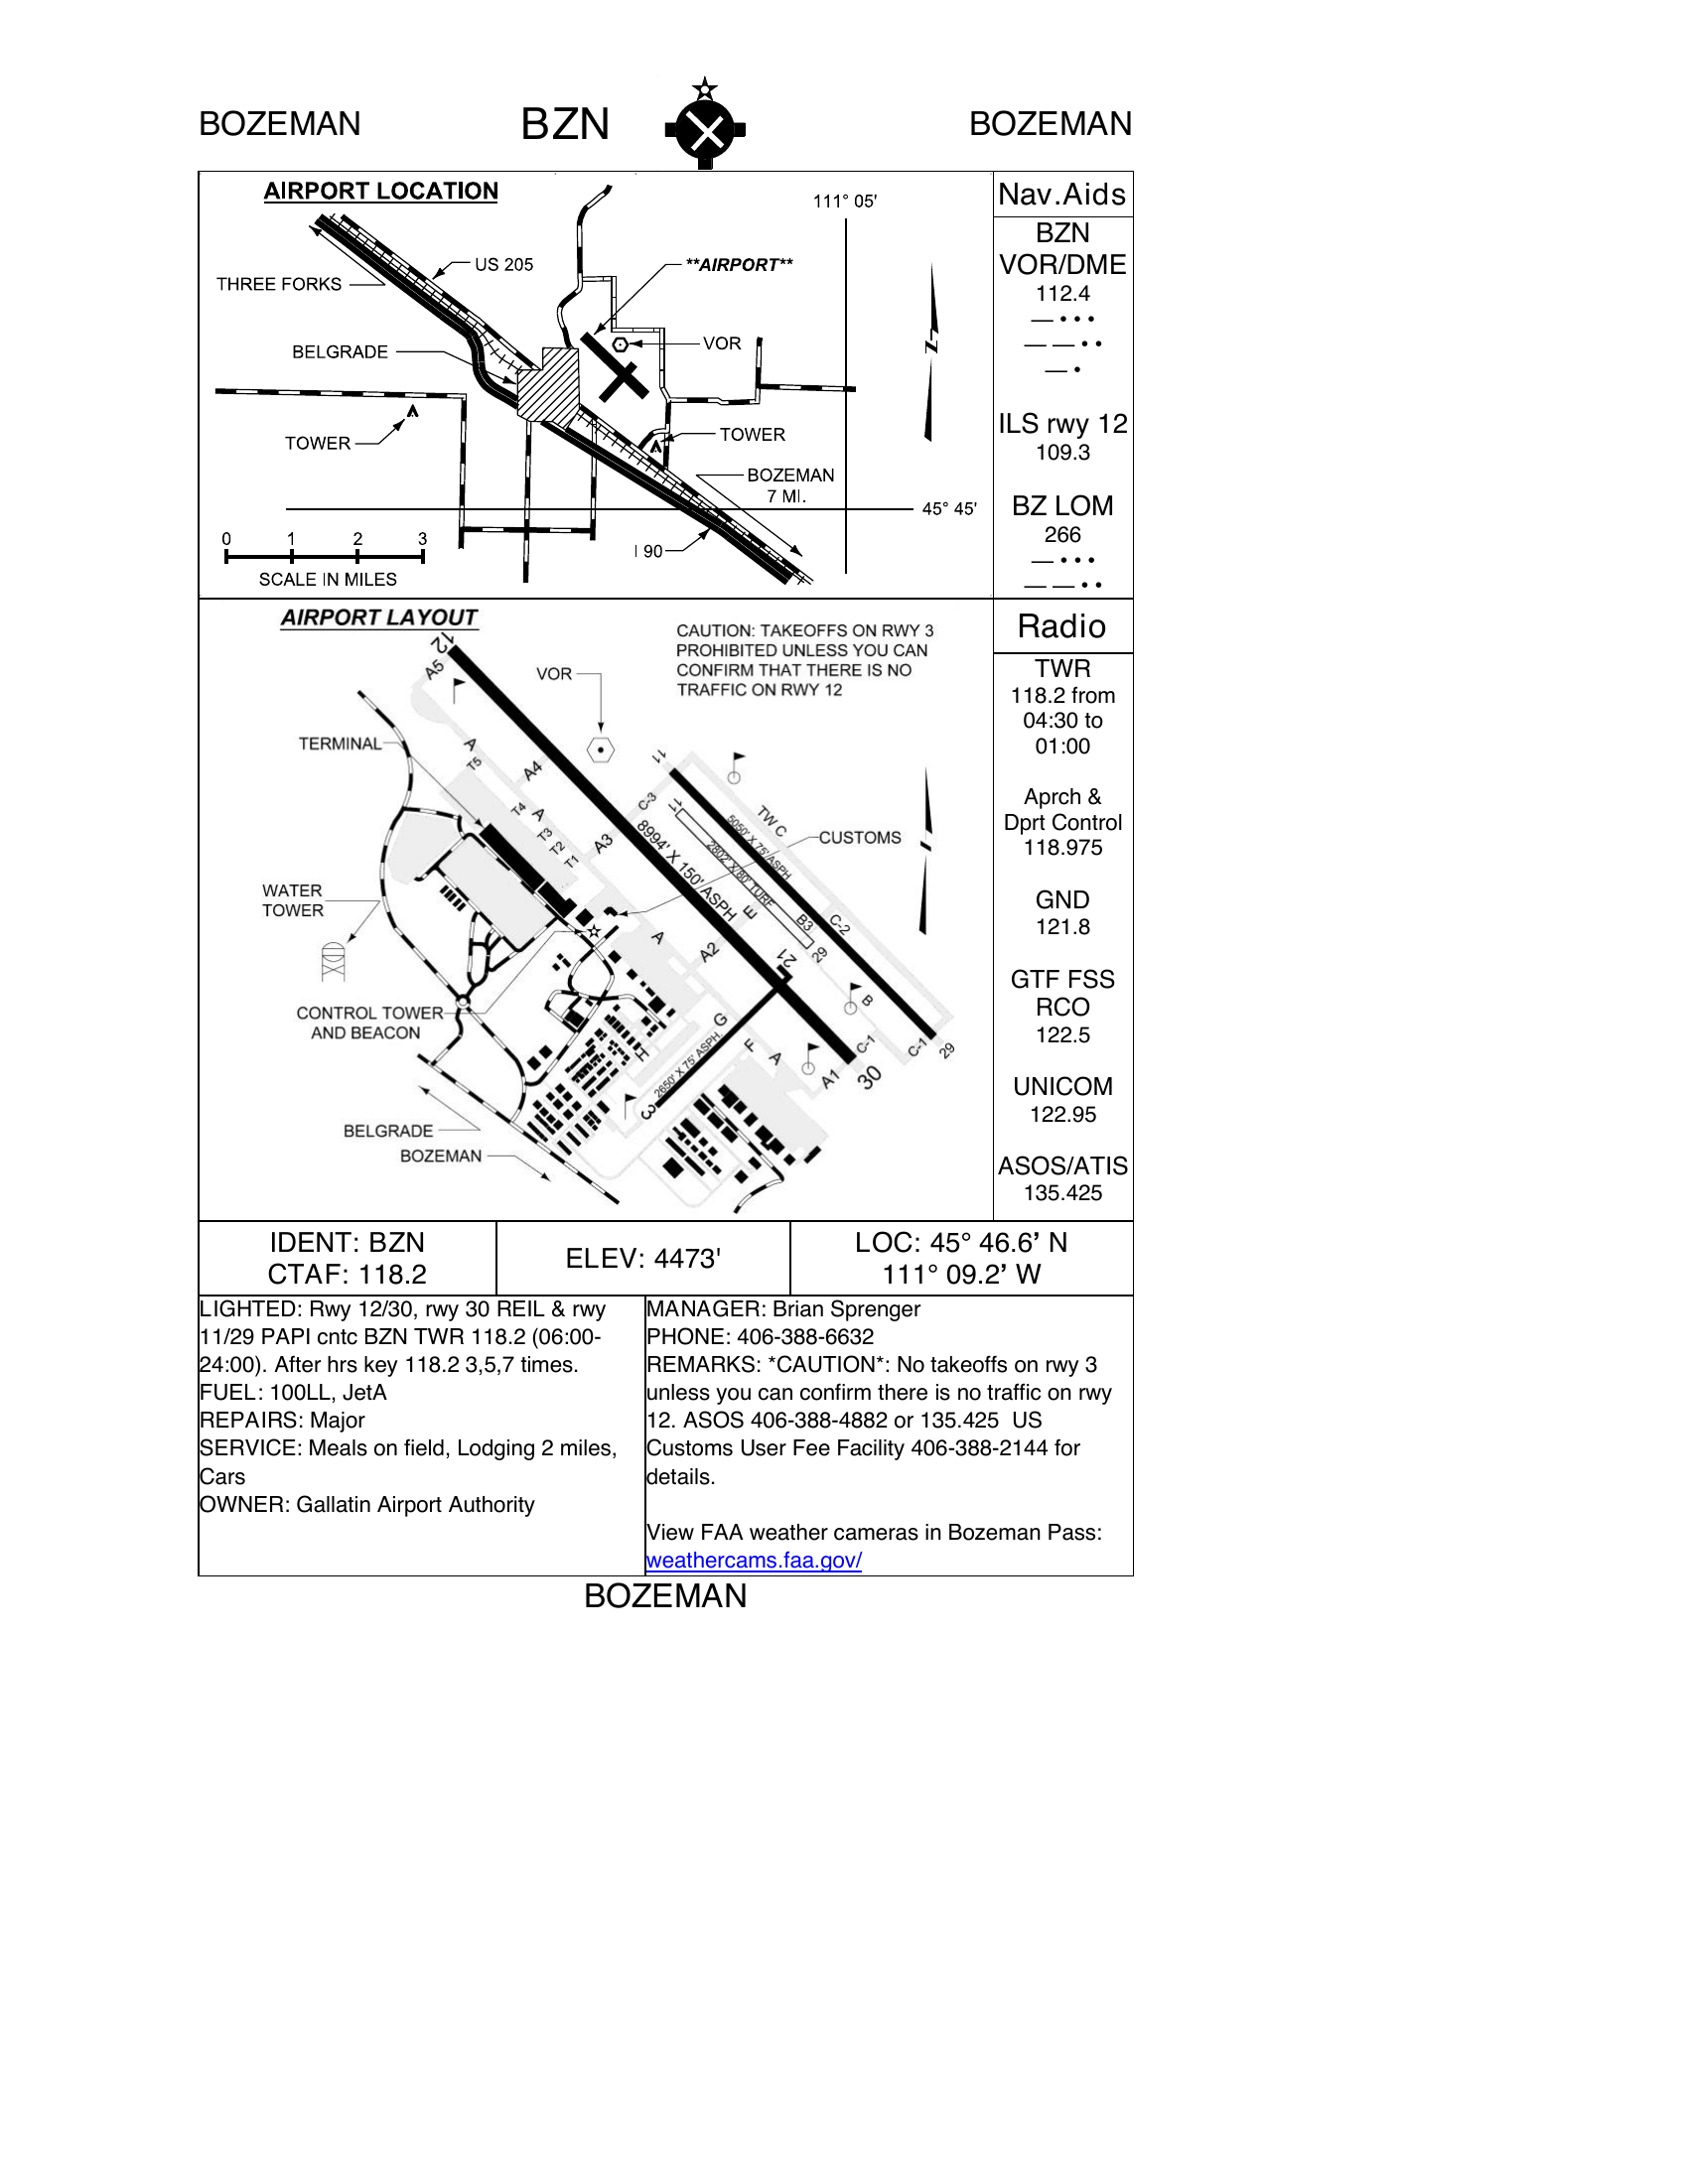 BOZEMAN
BZN
BOZEMAN
AIRPORT LOCATION
111° 05'
US 205
**AIRPORT**
THREE FORKS
VOR
BELGRADE
TOWER
TOWER
BOZEMAN
7 MI.
45° 45'
0 1 2 3
I 90
SCALE IN MILES
N
Nav.Aids
BZN
VOR/DME
112.4
— • • •
— — • •
— •
ILS rwy 12
109.3
BZ LOM
266
— • • •
— — • •
AIRPORT LAYOUT
CAUTION: TAKEOFFS ON RWY 3
PROHIBITED UNLESS YOU CAN
CONFIRM THAT THERE IS NO
TRAFFIC ON RWY 12
12
A5
VOR
TERMINAL
A
T5
A4
11
C-3
T4
A
T3
T2
T1
A3
11
TW C
5050' X 75' ASPH
CUSTOMS
2802' X 80' TURF
8994' X 150' ASPH
E
B3
C-2
29
WATER
TOWER
A
A2
21
B
CONTROL TOWER
AND BEACON
G
H
2650' X 75' ASPH
F
A
C-1
C-1
29
A1
30
3
BELGRADE
BOZEMAN
Radio
TWR
118.2 from
04:30 to
01:00
Aprch &
Dprt Control
118.975
GND
121.8
GTF FSS
RCO
122.5
UNICOM
122.95
ASOS/ATIS
135.425
IDENT: BZN
CTAF: 118.2
ELEV: 4473'
LOC: 45° 46.6’ N
111° 09.2’ W
LIGHTED: Rwy 12/30, rwy 30 REIL & rwy
11/29 PAPI cntc BZN TWR 118.2 (06:00-
24:00). After hrs key 118.2 3,5,7 times.
FUEL: 100LL, JetA
REPAIRS: Major
SERVICE: Meals on field, Lodging 2 miles,
Cars
OWNER: Gallatin Airport Authority
MANAGER: Brian Sprenger
PHONE: 406-388-6632
REMARKS: *CAUTION*: No takeoffs on rwy 3
unless you can confirm there is no traffic on rwy
12. ASOS 406-388-4882 or 135.425  US
Customs User Fee Facility 406-388-2144 for
details.
View FAA weather cameras in Bozeman Pass:
weathercams.faa.gov/
BOZEMAN